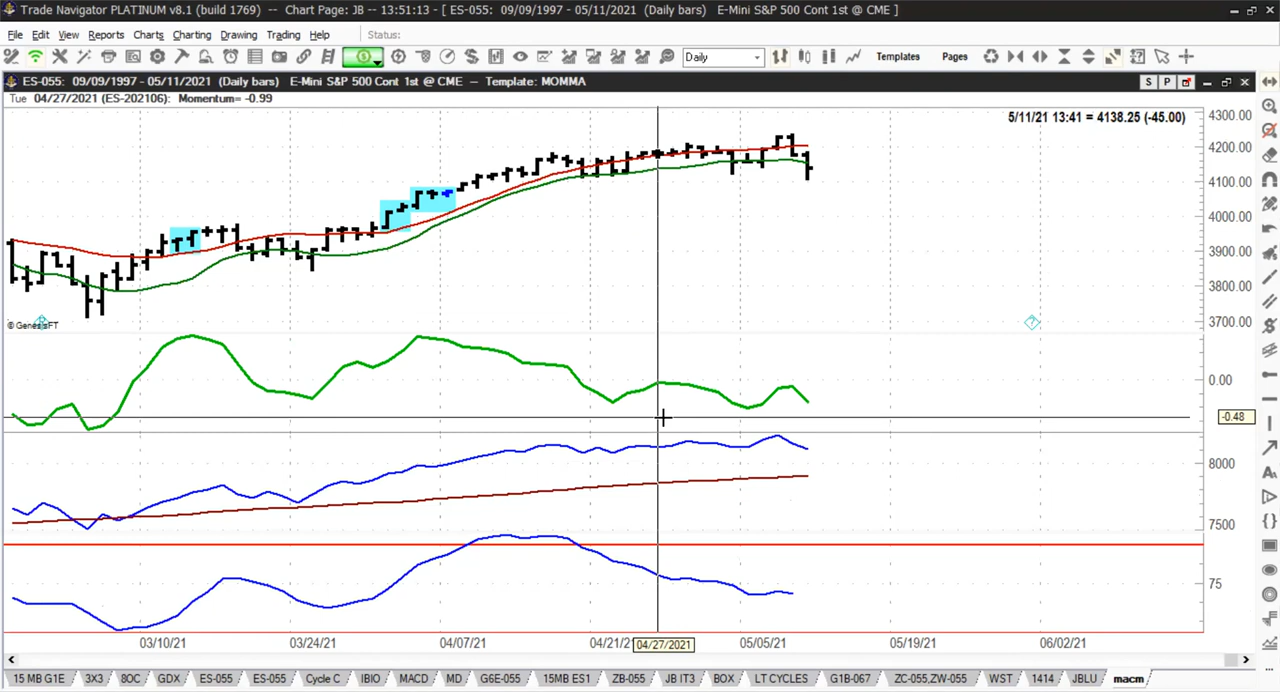 Trade Navigator PLATINUM v8.1 (build 1769) -- Chart Page: JB -- 13:51:13 - [ ES-055: 09/09/1997 - 05/11/2021 (Daily bars) E-Mini S&P 500 Cont 1st @ CME ]
File Edit View Reports Charts Charting Drawing Trading Help Status:
Daily Templates Pages
ES-055: 09/09/1997 - 05/11/2021 (Daily bars) E-Mini S&P 500 Cont 1st @ CME – Template: MOMMA S P
Tue 04/27/2021 (ES-202106): Momentum= -0.99
5/11/21 13:41 = 4138.25 (-45.00)
4300.00
4200.00
4100.00
4000.00
3900.00
3800.00
3700.00
© GenesisFT
0.00
-0.48
8000
7500
75
03/10/21 03/24/21 04/07/21 04/21/2 04/27/2021 05/05/21 05/19/21 06/02/21
15 MB G1E 3X3 8OC GDX ES-055 ES-055 Cycle C IBIO MACD MD G6E-055 15MB ES1 ZB-055 JB IT3 BOX LT CYCLES G1B-067 ZC-055,ZW-055 WST 1414 JBLU macm